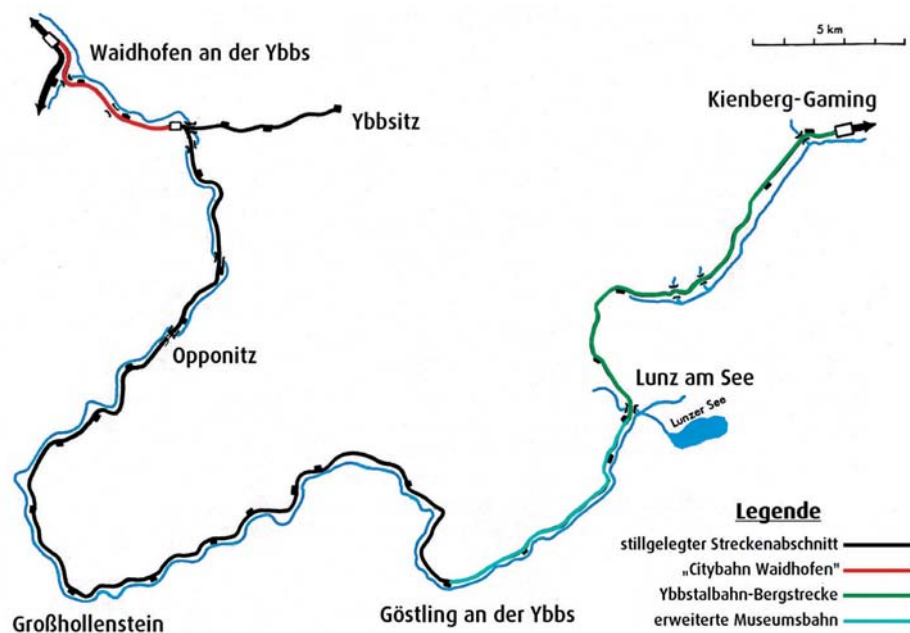 Waidhofen an der Ybbs
5 km
Kienberg-Gaming
Ybbsitz
Opponitz
Lunz am See
Lunzer See
Großhollenstein
Göstling an der Ybbs
Legende
stillgelegter Streckenabschnitt
„Citybahn Waidhofen"
Ybbstalbahn-Bergstrecke
erweiterte Museumsbahn